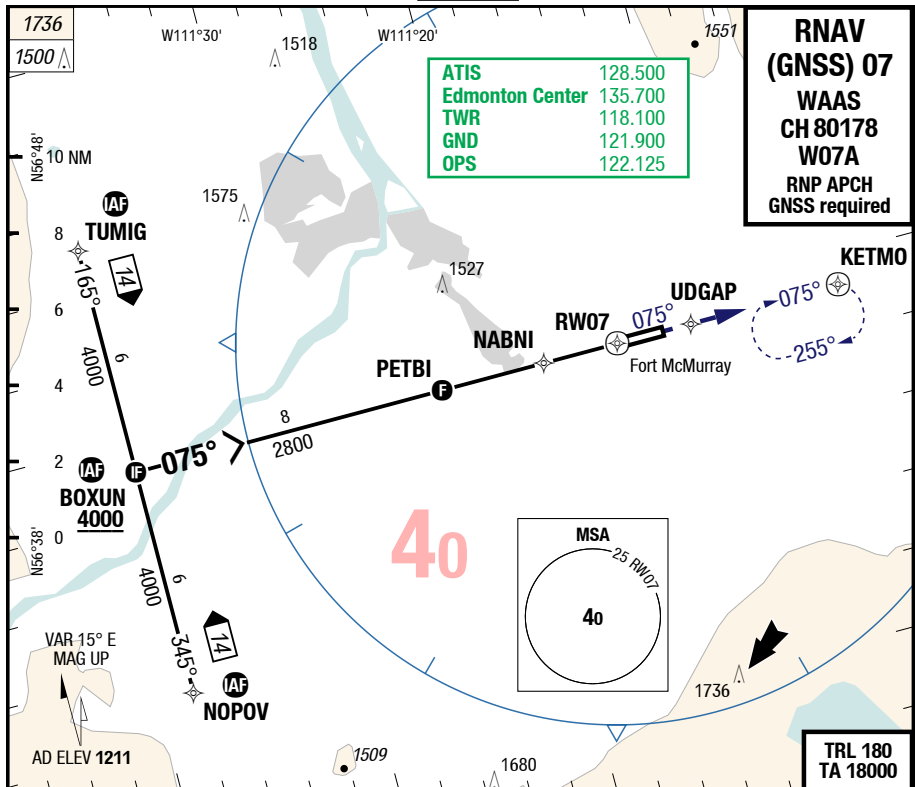 1736
1500
W111°30'
1518
W111°20'
1551
RNAV
(GNSS) 07
WAAS
CH 80178
W07A
RNP APCH
GNSS required
ATIS 128.500
Edmonton Center 135.700
TWR 118.100
GND 121.900
OPS 122.125
N56°48'
10 NM
IAF
TUMIG
1575
8
165°
14
1527
KETMO
UDGAP
075°
6
RW07
075°
NABNI
255°
6
4000
PETBI
Fort McMurray
4
F
8
2800
2
IAF
IF
075°
BOXUN
4000
N56°38'
0
40
MSA
25 RW07
40
6
4000
14
345°
VAR 15° E
MAG UP
IAF
NOPOV
1736
AD ELEV 1211
1509
1680
TRL 180
TA 18000